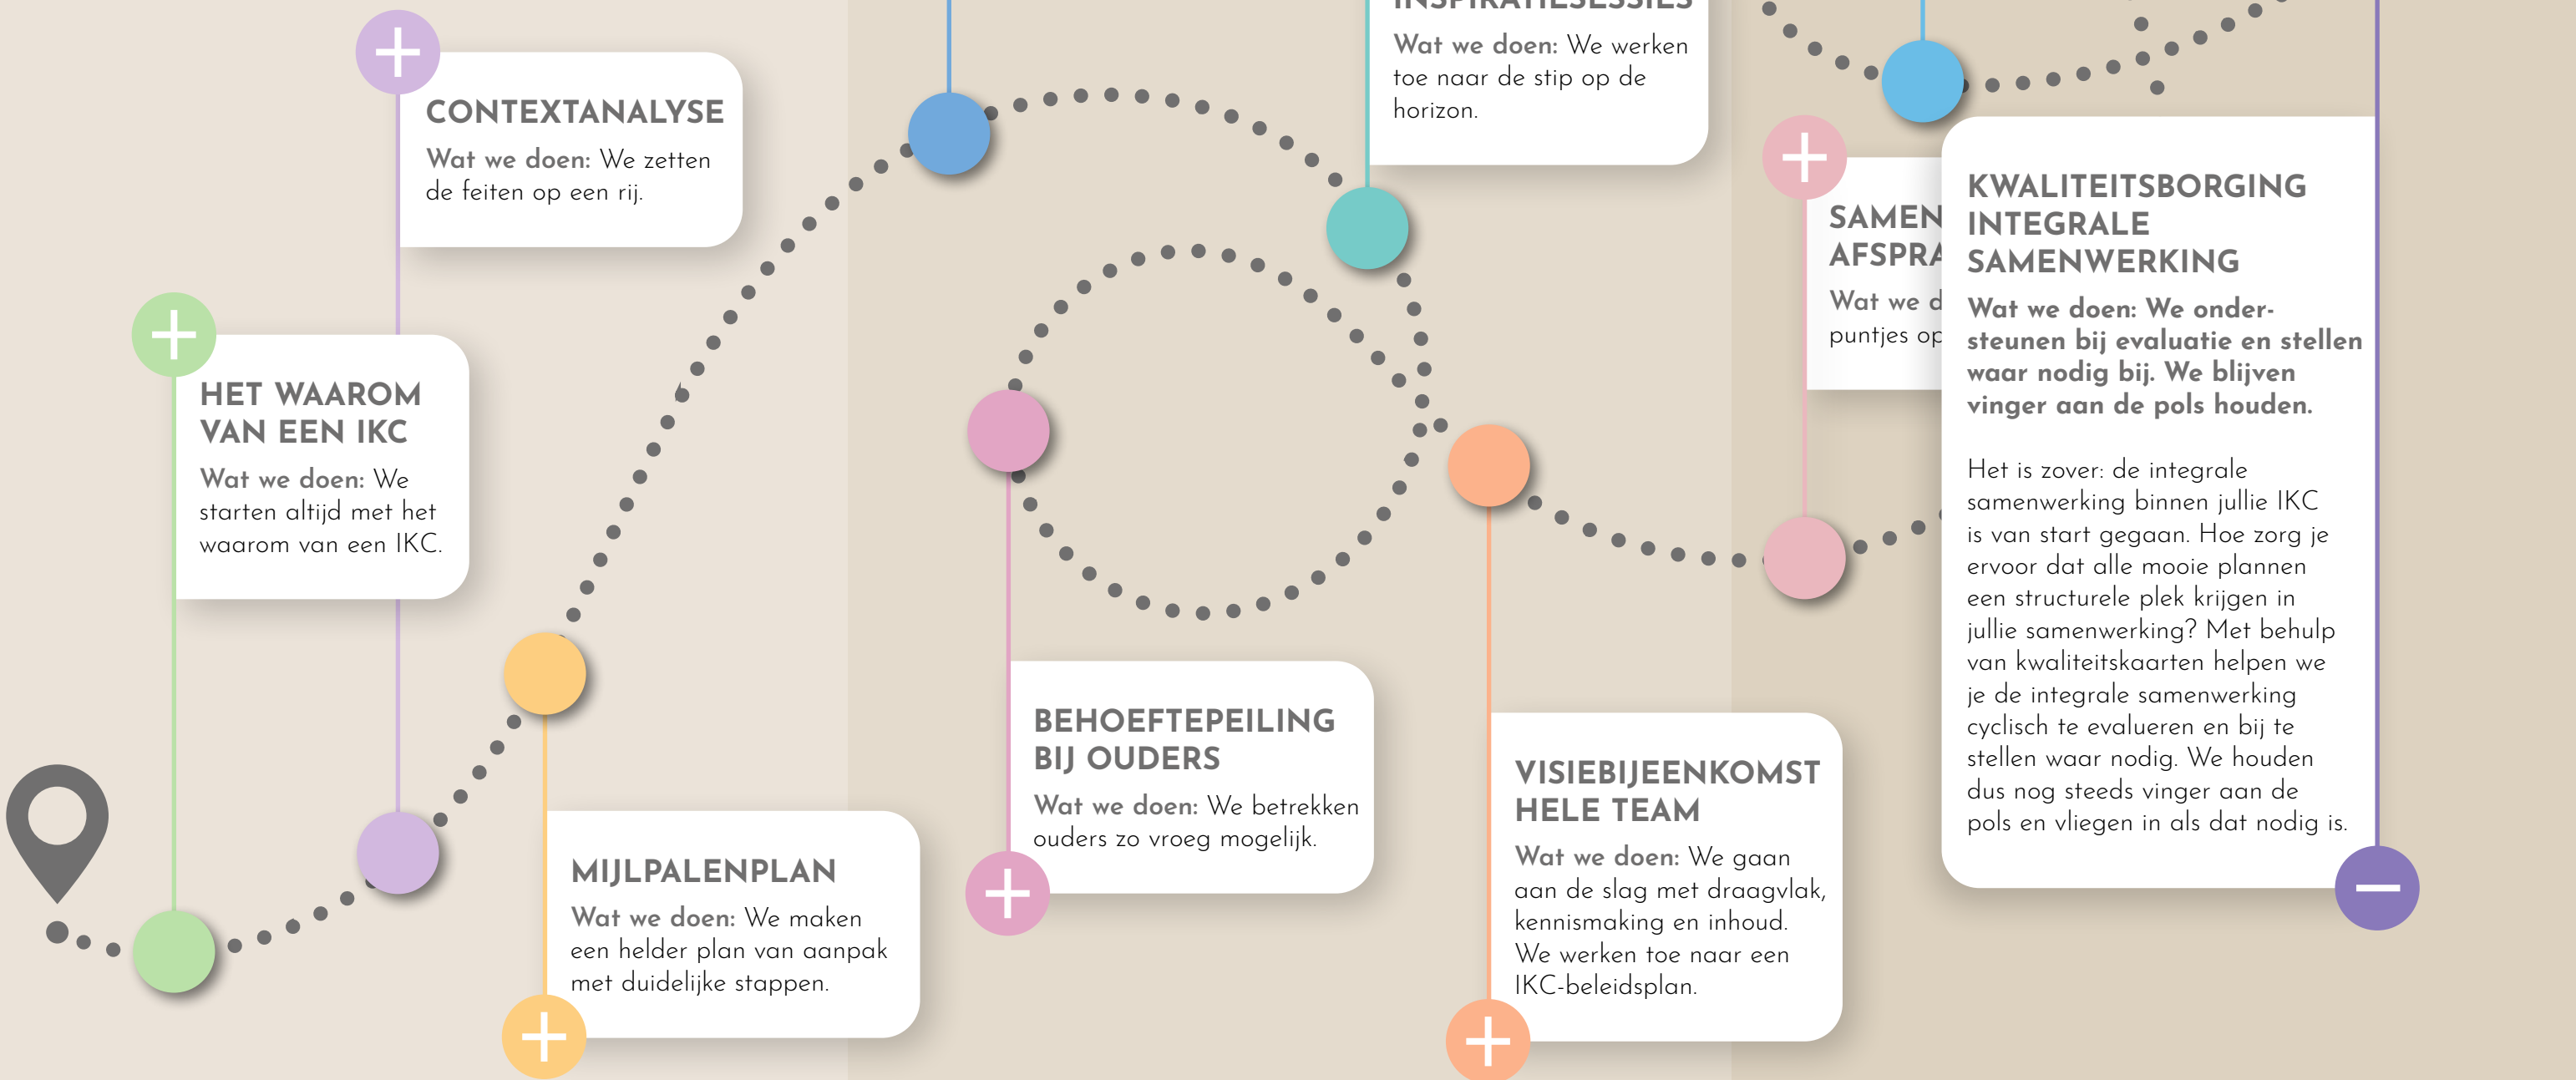 CONTEXTANALYSE
Wat we doen: We zetten
de feiten op een rij.
HET WAAROM
VAN EEN IKC
Wat we doen: We
starten altijd met het
waarom van een IKC.
MIJLPALENPLAN
Wat we doen: We maken
een helder plan van aanpak
met duidelijke stappen.
BEHOEFTEPEILING
BIJ OUDERS
Wat we doen: We betrekken
ouders zo vroeg mogelijk.
INSPIRATIESESSIES
Wat we doen: We werken
toe naar de stip op de
horizon.
VISIEBIJEENKOMST
HELE TEAM
Wat we doen: We gaan
aan de slag met draagvlak,
kennismaking en inhoud.
We werken toe naar een
IKC-beleidsplan.
SAMEN
AFSPRA
Wat we d
puntjes op
KWALITEITSBORGING
INTEGRALE
SAMENWERKING
Wat we doen: We onder-
steunen bij evaluatie en stellen
waar nodig bij. We blijven
vinger aan de pols houden.
Het is zover: de integrale
samenwerking binnen jullie IKC
is van start gegaan. Hoe zorg je
ervoor dat alle mooie plannen
een structurele plek krijgen in
jullie samenwerking? Met behulp
van kwaliteitskaarten helpen we
je de integrale samenwerking
cyclisch te evalueren en bij te
stellen waar nodig. We houden
dus nog steeds vinger aan de
pols en vliegen in als dat nodig is.